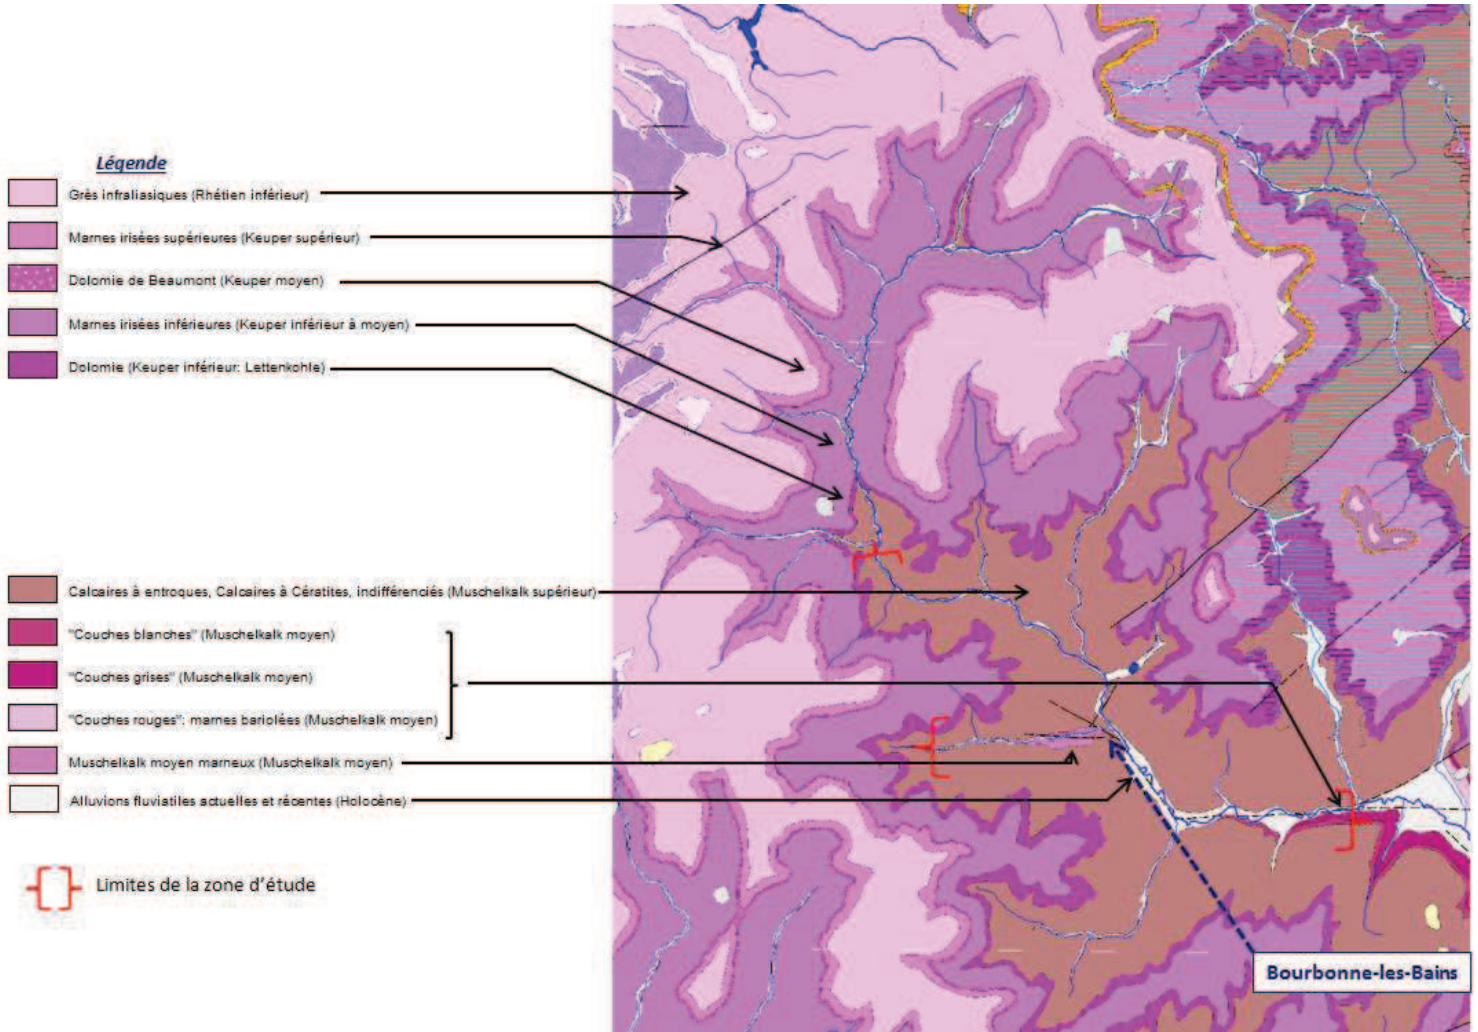 Légende
Grès infraliasiques (Rhétien inférieur)
Marnes irisées supérieures (Keuper supérieur)
Dolomie de Beaumont (Keuper moyen)
Marnes irisées inférieures (Keuper inférieur à moyen)
Dolomie (Keuper inférieur: Lettenkohle)
Calcaires à entroques, Calcaires à Cératites, indifférenciés (Muschelkalk supérieur)
"Couches blanches" (Muschelkalk moyen)
"Couches grises" (Muschelkalk moyen)
"Couches rouges": marnes bariolées (Muschelkalk moyen)
Muschelkalk moyen marneux (Muschelkalk moyen)
Alluvions fluviatiles actuelles et récentes (Holocène)
Limites de la zone d'étude
Bourbonne-les-Bains